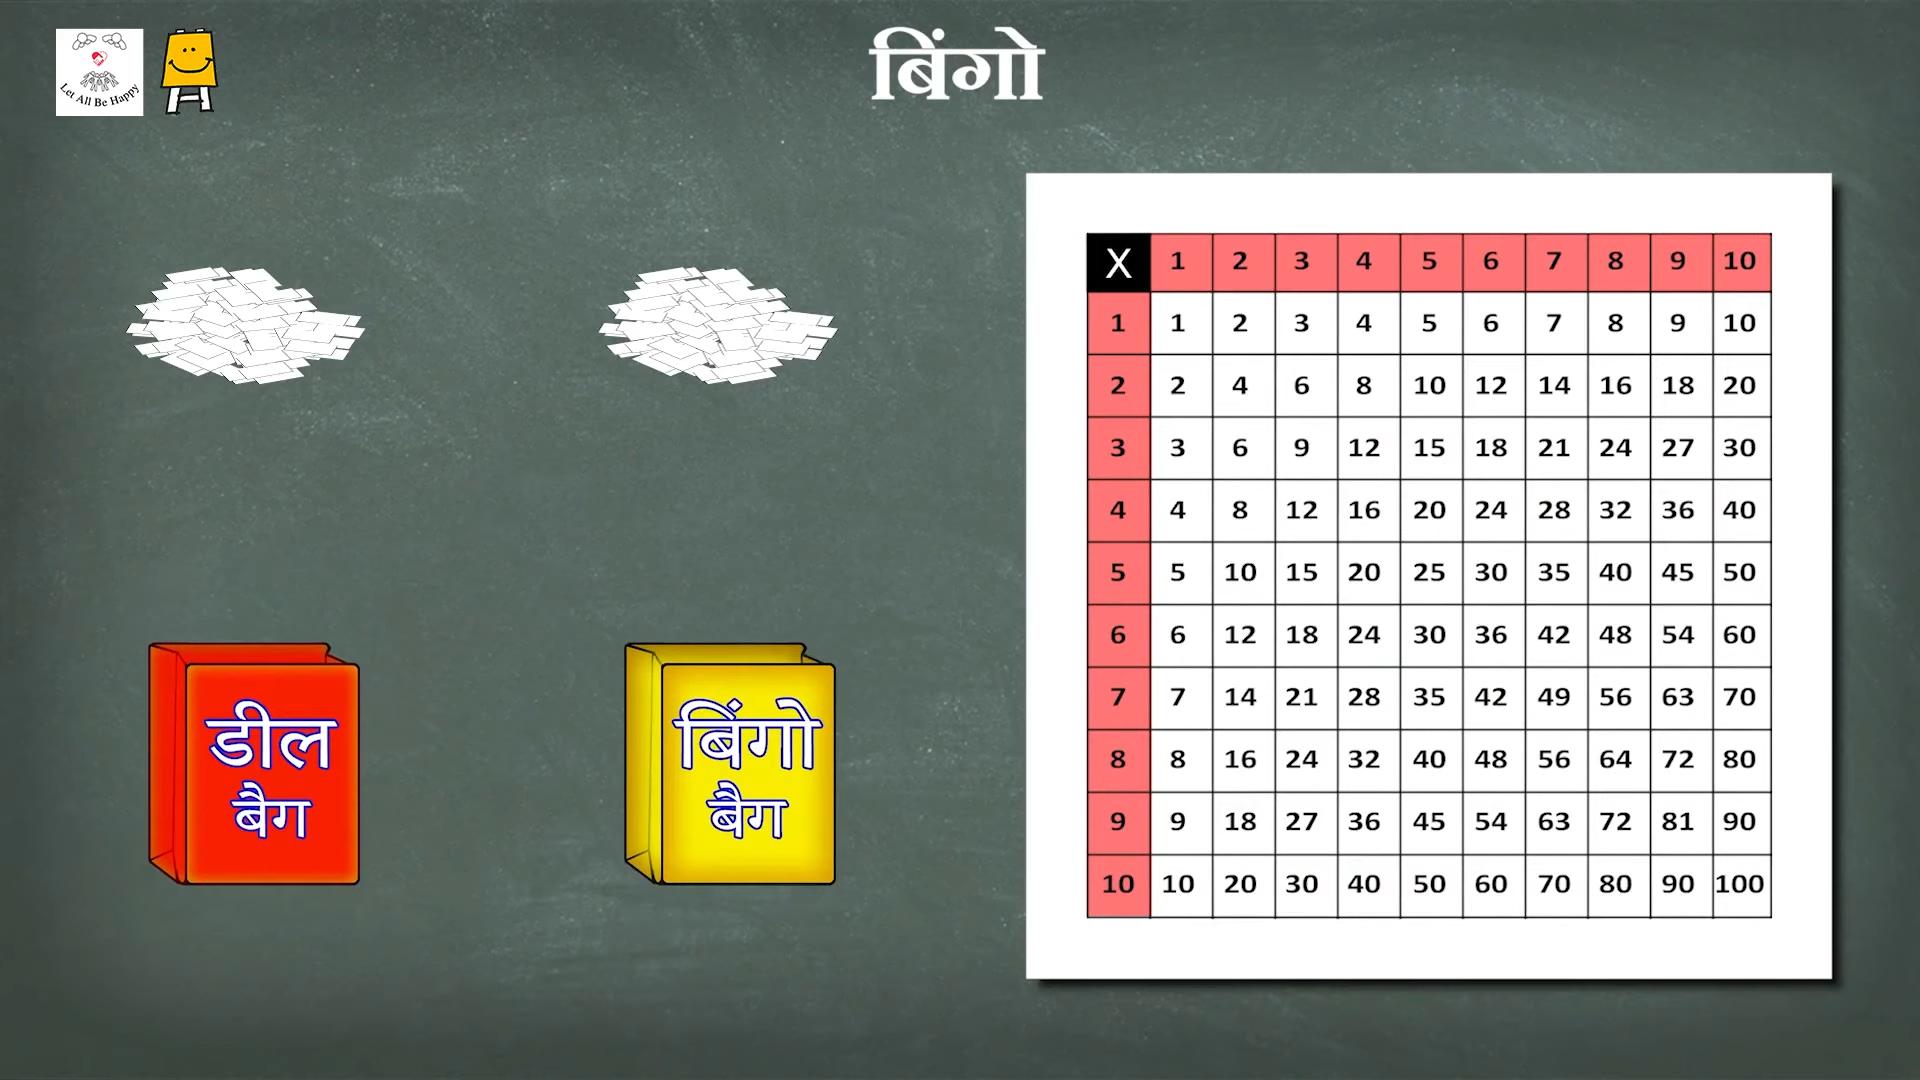 Let All Be Happy
बिंगो
डील
बैग
बिंगो
बैग
X 1 2 3 4 5 6 7 8 9 10
1 1 2 3 4 5 6 7 8 9 10
2 2 4 6 8 10 12 14 16 18 20
3 3 6 9 12 15 18 21 24 27 30
4 4 8 12 16 20 24 28 32 36 40
5 5 10 15 20 25 30 35 40 45 50
6 6 12 18 24 30 36 42 48 54 60
7 7 14 21 28 35 42 49 56 63 70
8 8 16 24 32 40 48 56 64 72 80
9 9 18 27 36 45 54 63 72 81 90
10 10 20 30 40 50 60 70 80 90 100